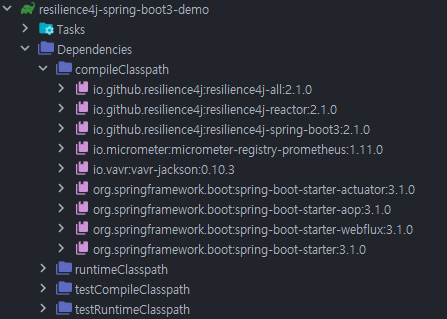 resilience4j-spring-boot3-demo
Tasks
Dependencies
compileClasspath
io.github.resilience4j:resilience4j-all:2.1.0
io.github.resilience4j:resilience4j-reactor:2.1.0
io.github.resilience4j:resilience4j-spring-boot3:2.1.0
io.micrometer:micrometer-registry-prometheus:1.11.0
io.vavr:vavr-jackson:0.10.3
org.springframework.boot:spring-boot-starter-actuator:3.1.0
org.springframework.boot:spring-boot-starter-aop:3.1.0
org.springframework.boot:spring-boot-starter-webflux:3.1.0
org.springframework.boot:spring-boot-starter:3.1.0
runtimeClasspath
testCompileClasspath
testRuntimeClasspath